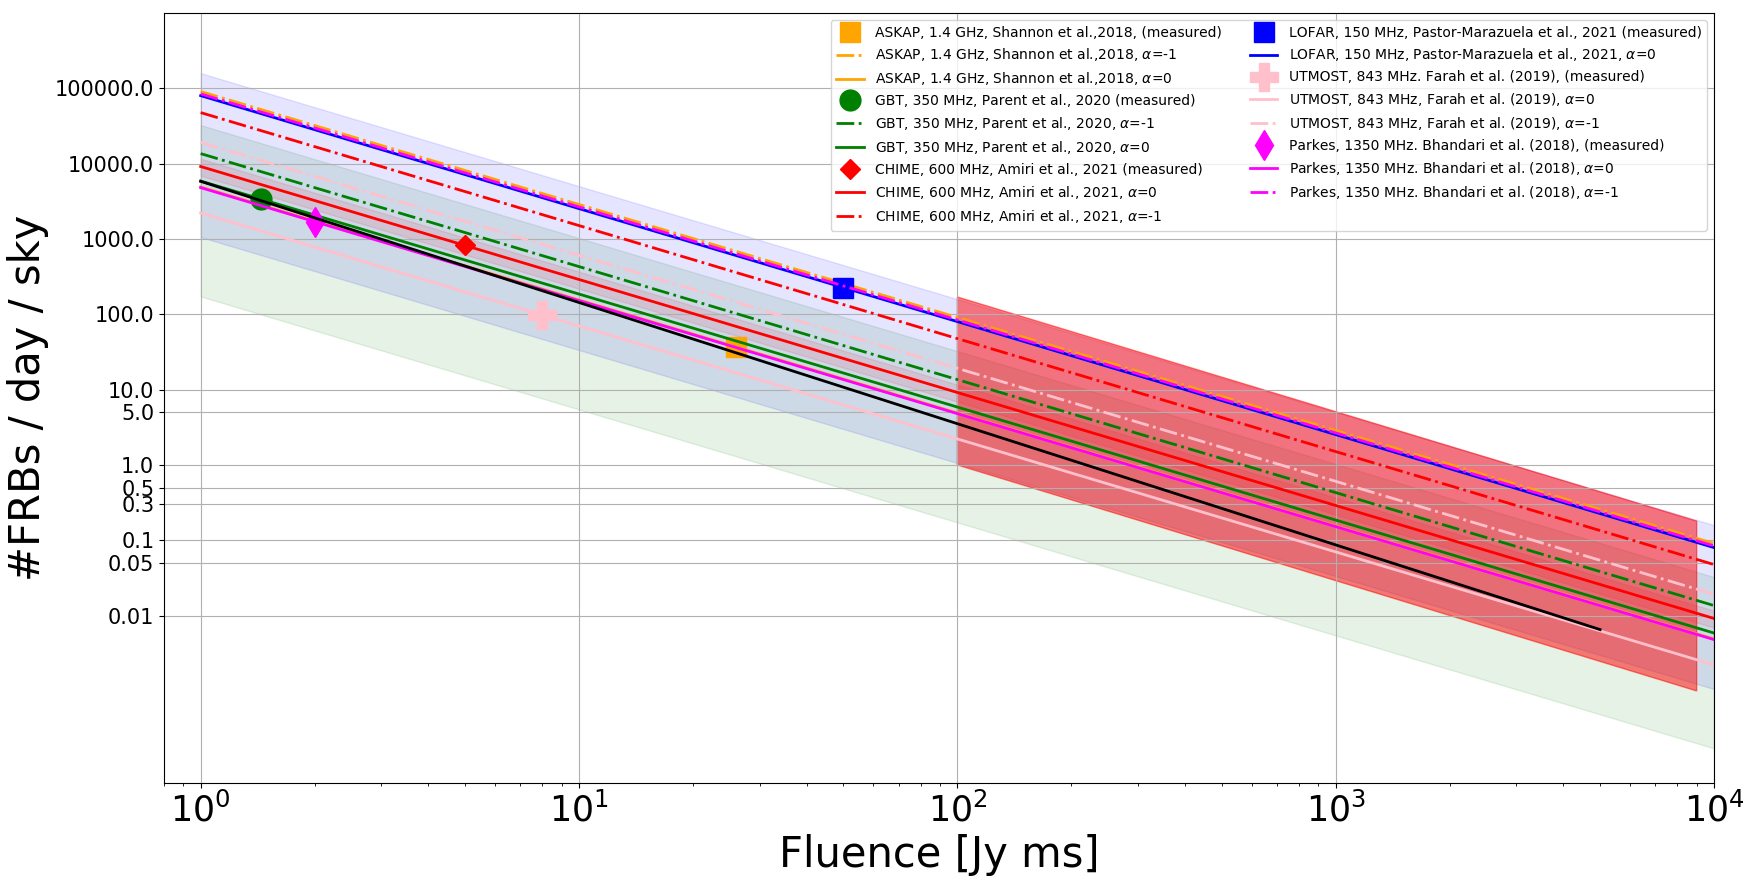 #FRBs / day / sky
100000.0
10000.0
1000.0
100.0
10.0
5.0
1.0
0.5
0.3
0.1
0.05
0.01
ASKAP, 1.4 GHz, Shannon et al.,2018, (measured)
ASKAP, 1.4 GHz, Shannon et al.,2018, α=-1
ASKAP, 1.4 GHz, Shannon et al.,2018, α=0
GBT, 350 MHz, Parent et al., 2020 (measured)
GBT, 350 MHz, Parent et al., 2020, α=-1
GBT, 350 MHz, Parent et al., 2020, α=0
CHIME, 600 MHz, Amiri et al., 2021 (measured)
CHIME, 600 MHz, Amiri et al., 2021, α=0
CHIME, 600 MHz, Amiri et al., 2021, α=-1
LOFAR, 150 MHz, Pastor-Marazuela et al., 2021 (measured)
LOFAR, 150 MHz, Pastor-Marazuela et al., 2021, α=0
UTMOST, 843 MHz. Farah et al. (2019), (measured)
UTMOST, 843 MHz, Farah et al. (2019), α=0
UTMOST, 843 MHz, Farah et al. (2019), α=-1
Parkes, 1350 MHz. Bhandari et al. (2018), (measured)
Parkes, 1350 MHz. Bhandari et al. (2018), α=0
Parkes, 1350 MHz. Bhandari et al. (2018), α=-1
10⁰ 10¹ 10² 10³ 10⁴
Fluence [Jy ms]